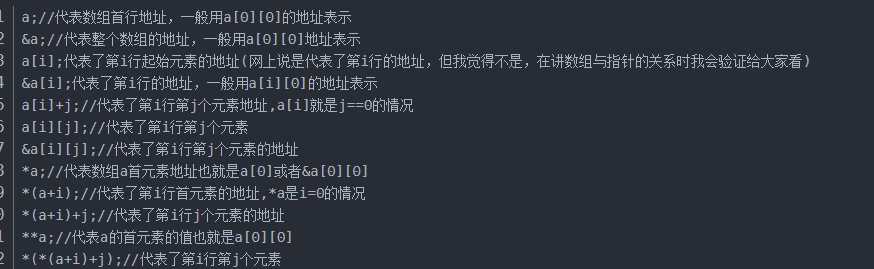 1 a;//代表数组首行地址，一般用a[0][0]的地址表示
2 &a;//代表整个数组的地址，一般用a[0][0]地址表示
3 a[i];代表了第i行起始元素的地址(网上说是代表了第i行的地址，但我觉得不是，在讲数组与指针的关系时我会验证给大家看)
4 &a[i];代表了第i行的地址，一般用a[i][0]的地址表示
5 a[i]+j;//代表了第i行第j个元素地址,a[i]就是j==0的情况
6 a[i][j];//代表了第i行第j个元素
7 &a[i][j];//代表了第i行第j个元素的地址
8 *a;//代表数组a首元素地址也就是a[0]或者&a[0][0]
9 *(a+i);//代表了第i行首元素的地址,*a是i=0的情况
0 *(a+i)+j;//代表了第i行j个元素的地址
1 **a;//代表a的首元素的值也就是a[0][0]
2 *(*(a+i)+j);//代表了第i行第j个元素